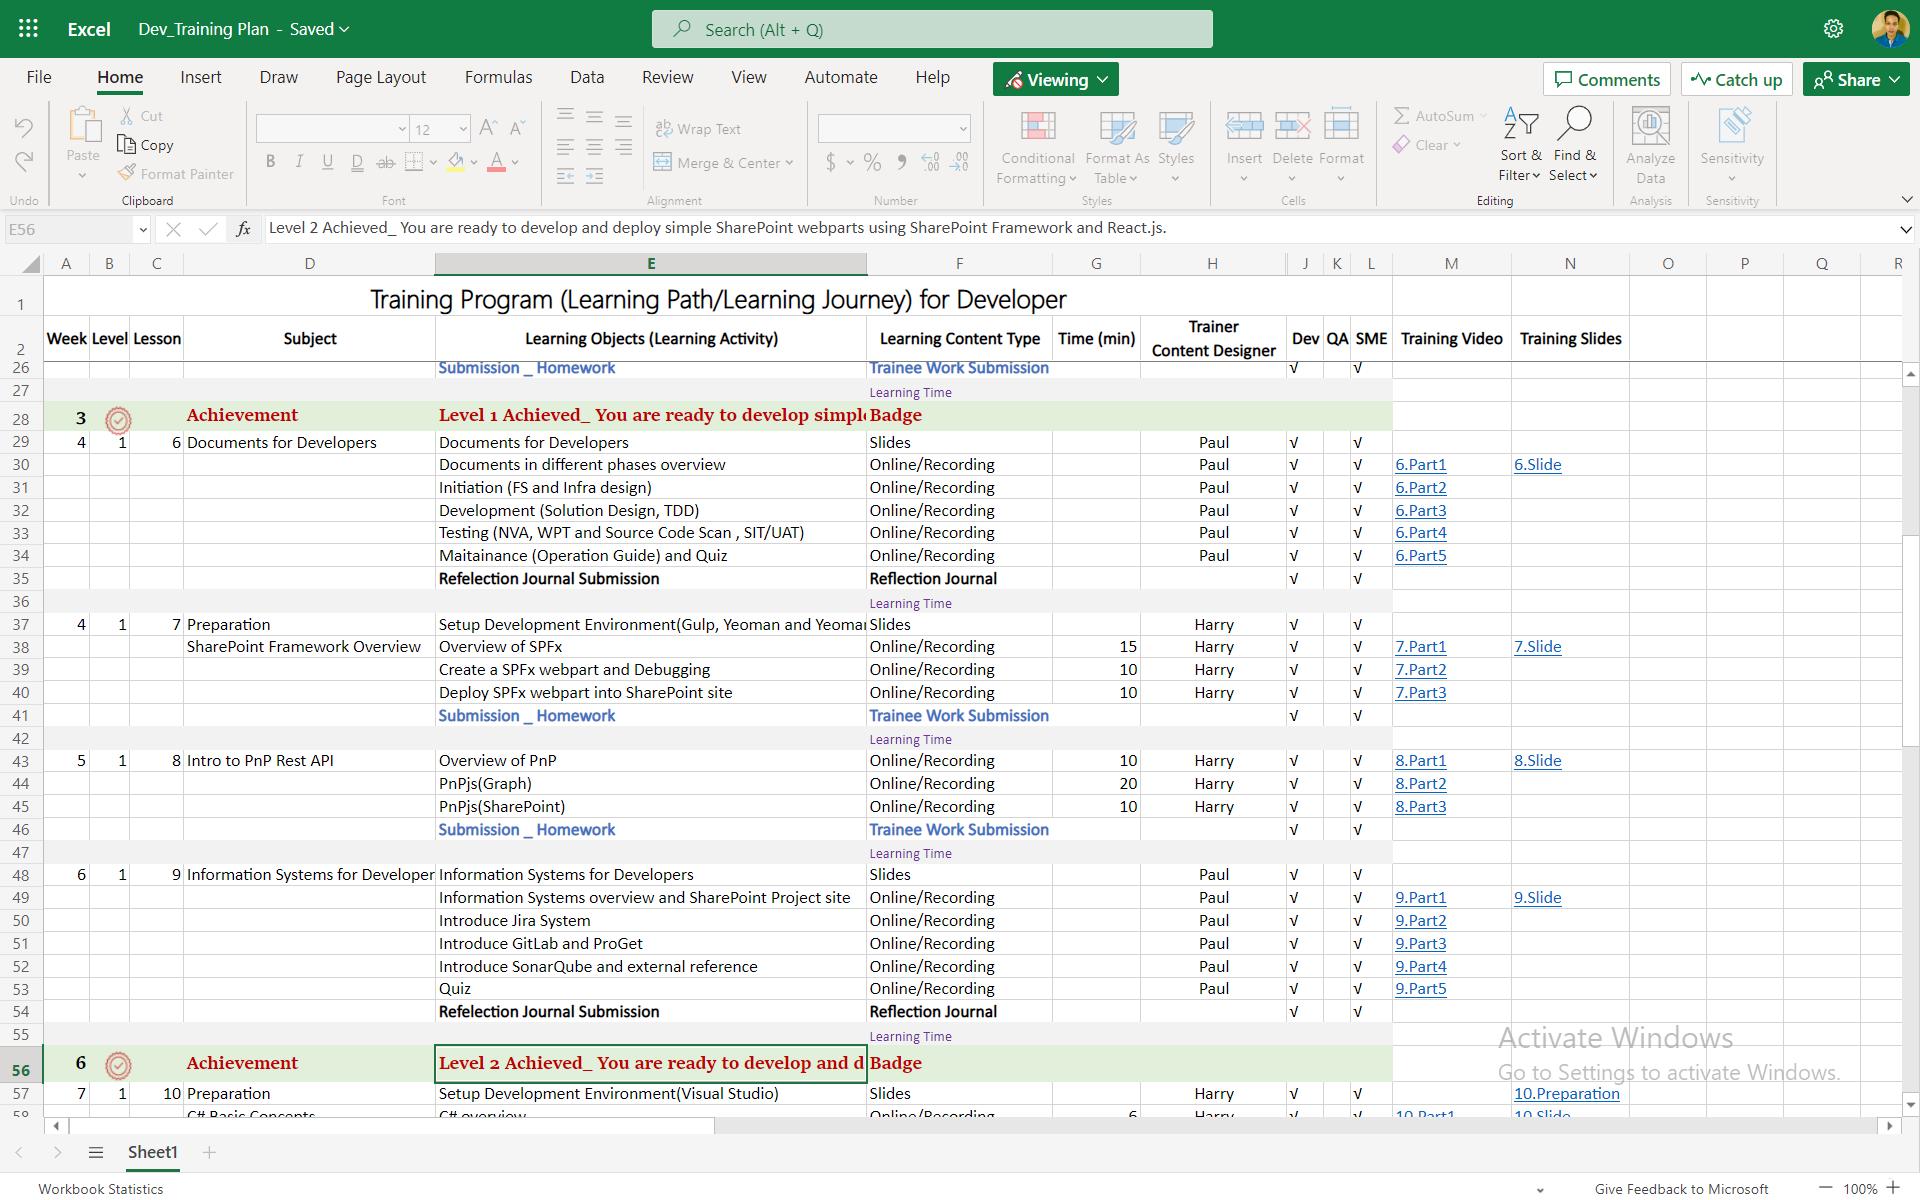 Excel Dev_Training Plan - Saved
Search (Alt + Q)
File Home Insert Draw Page Layout Formulas Data Review View Automate Help Viewing Comments Catch up Share
Paste Cut Copy Format Painter
12
B I U D ab A
Wrap Text
Merge & Center
$ % 9 .00
Conditional Formatting
Format As Table
Styles
Insert Delete Format
AutoSum
Clear
Sort & Filter
Find & Select
Analyze Data
Sensitivity
Undo Clipboard Font Alignment Number Styles Cells Editing Analysis Sensitivity
E56 fx Level 2 Achieved_ You are ready to develop and deploy simple SharePoint webparts using SharePoint Framework and React.js.
A B C D E F G H J K L M N O P Q R
1 Training Program (Learning Path/Learning Journey) for Developer
2 Week Level Lesson Subject Learning Objects (Learning Activity) Learning Content Type Time (min) Trainer Content Designer Dev QA SME Training Video Training Slides
26 Submission _ Homework Trainee Work Submission √ √
27 Learning Time
28 3 Achievement Level 1 Achieved_ You are ready to develop simple Badge
29 4 1 6 Documents for Developers Documents for Developers Slides Paul √ √
30 Documents in different phases overview Online/Recording Paul √ √ 6.Part1 6.Slide
31 Initiation (FS and Infra design) Online/Recording Paul √ √ 6.Part2
32 Development (Solution Design, TDD) Online/Recording Paul √ √ 6.Part3
33 Testing (NVA, WPT and Source Code Scan , SIT/UAT) Online/Recording Paul √ √ 6.Part4
34 Maitainance (Operation Guide) and Quiz Online/Recording Paul √ √ 6.Part5
35 Refelection Journal Submission Reflection Journal √ √
36 Learning Time
37 4 1 7 Preparation Setup Development Environment(Gulp, Yeoman and Yeoma Slides Harry √ √
38 SharePoint Framework Overview Overview of SPFx Online/Recording 15 Harry √ √ 7.Part1 7.Slide
39 Create a SPFx webpart and Debugging Online/Recording 10 Harry √ √ 7.Part2
40 Deploy SPFx webpart into SharePoint site Online/Recording 10 Harry √ √ 7.Part3
41 Submission _ Homework Trainee Work Submission √ √
42 Learning Time
43 5 1 8 Intro to PnP Rest API Overview of PnP Online/Recording 10 Harry √ √ 8.Part1 8.Slide
44 PnPjs(Graph) Online/Recording 20 Harry √ √ 8.Part2
45 PnPjs(SharePoint) Online/Recording 10 Harry √ √ 8.Part3
46 Submission _ Homework Trainee Work Submission √ √
47 Learning Time
48 6 1 9 Information Systems for Developer Information Systems for Developers Slides Paul √ √
49 Information Systems overview and SharePoint Project site Online/Recording Paul √ √ 9.Part1 9.Slide
50 Introduce Jira System Online/Recording Paul √ √ 9.Part2
51 Introduce GitLab and ProGet Online/Recording Paul √ √ 9.Part3
52 Introduce SonarQube and external reference Online/Recording Paul √ √ 9.Part4
53 Quiz Online/Recording Paul √ √ 9.Part5
54 Refelection Journal Submission Reflection Journal √ √
55 Learning Time
56 6 Achievement Level 2 Achieved_ You are ready to develop and d Badge
57 7 1 10 Preparation Setup Development Environment(Visual Studio) Slides Harry √ √ 10.Preparation
58 C# Basic Concepts C# overview Online/Recording 6 Harry √ √ 10.Part1 10.Slide
Activate Windows
Go to Settings to activate Windows.
Sheet1
Workbook Statistics Give Feedback to Microsoft 100%